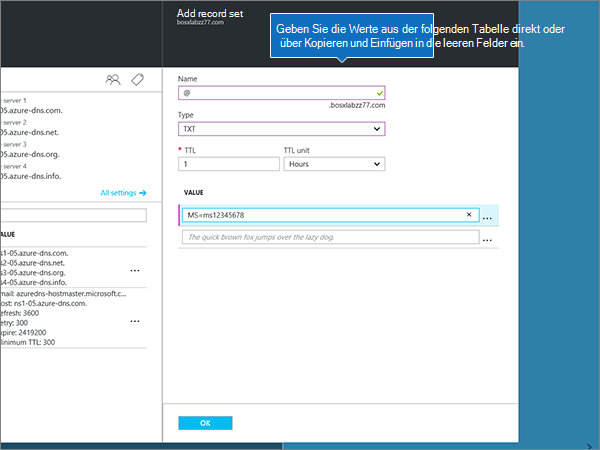 Add record set
bosxlabzz77.com
Geben Sie die Werte aus der folgenden Tabelle direkt oder
über Kopieren und Einfügen in die leeren Felder ein.
server 1
05.azure-dns.com.
server 2
05.azure-dns.net.
server 3
05.azure-dns.org.
server 4
05.azure-dns.info.
All settings →
ALUE
s1-05.azure-dns.com.
s2-05.azure-dns.net.
s3-05.azure-dns.org.
s4-05.azure-dns.info.
...
mail: azuredns-hostmaster.microsoft.c...
ost: ns1-05.azure-dns.com.
efresh: 3600
etry: 300
xpire: 2419200
Minimum TTL: 300
...
Name
@
.bosxlabzz77.com
Type
TXT
* TTL
TTL unit
1
Hours
VALUE
MS=ms12345678
...
The quick brown fox jumps over the lazy dog.
...
OK